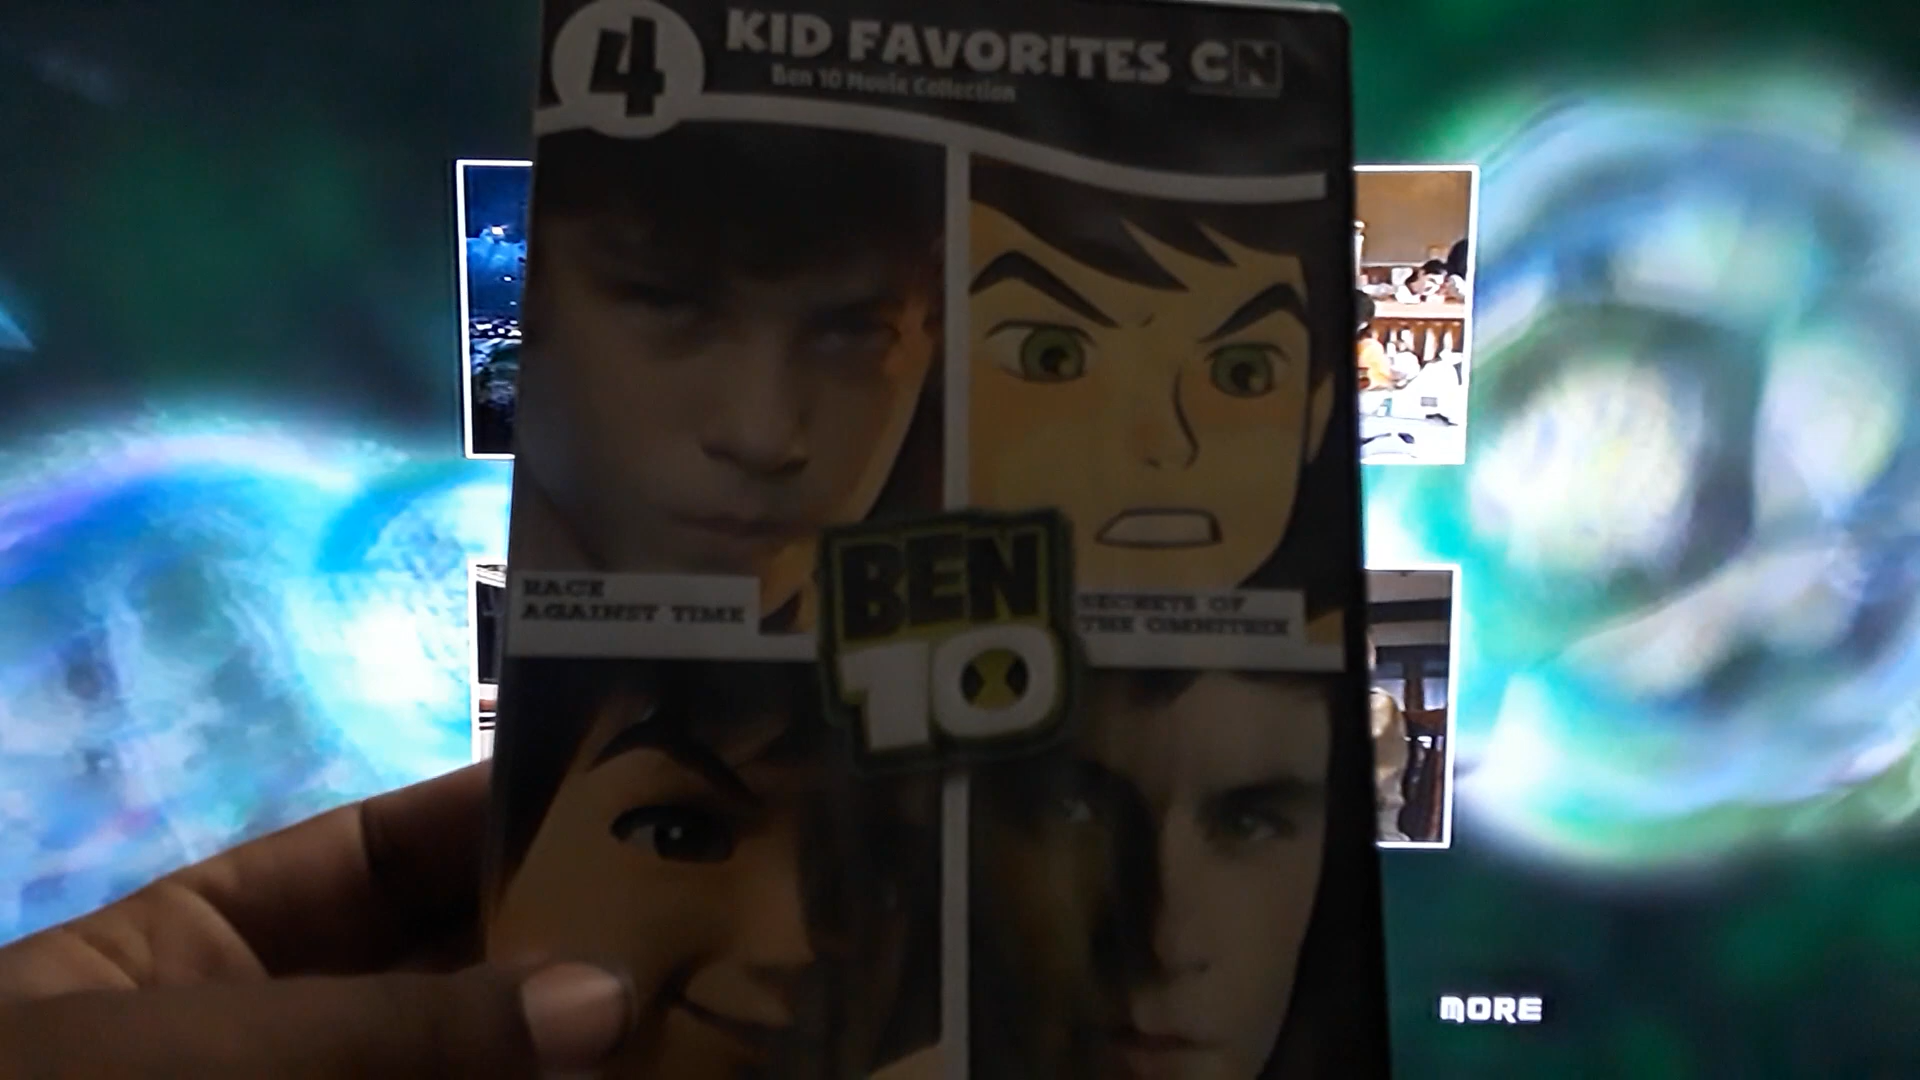 4
KID FAVORITES CN
Ben 10 Movie Collection
RACE
AGAINST TIME
SECRETS OF
THE OMNITRIX
BEN
10
MORE